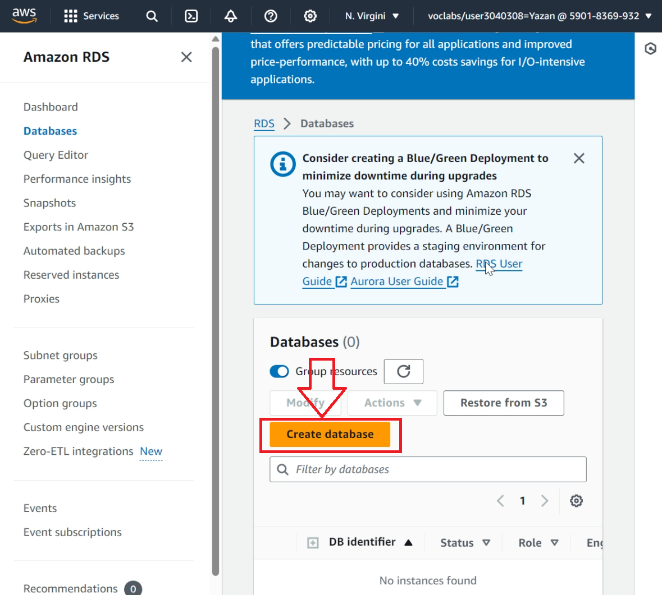 aws
Services
N. Virgini
voclabs/user3040308=Yazan @ 5901-8369-932
Amazon RDS
Dashboard
Databases
Query Editor
Performance insights
Snapshots
Exports in Amazon S3
Automated backups
Reserved instances
Proxies
Subnet groups
Parameter groups
Option groups
Custom engine versions
Zero-ETL integrations New
Events
Event subscriptions
Recommendations 0
that offers predictable pricing for all applications and improved
price-performance, with up to 40% costs savings for I/O-intensive
applications.
RDS > Databases
Consider creating a Blue/Green Deployment to
minimize downtime during upgrades
You may want to consider using Amazon RDS
Blue/Green Deployments and minimize your
downtime during upgrades. A Blue/Green
Deployment provides a staging environment for
changes to production databases. RDS User
Guide Aurora User Guide
Databases (0)
Group resources
Modify Actions Restore from S3
Create database
Filter by databases
1
DB identifier Status Role Eng
No instances found